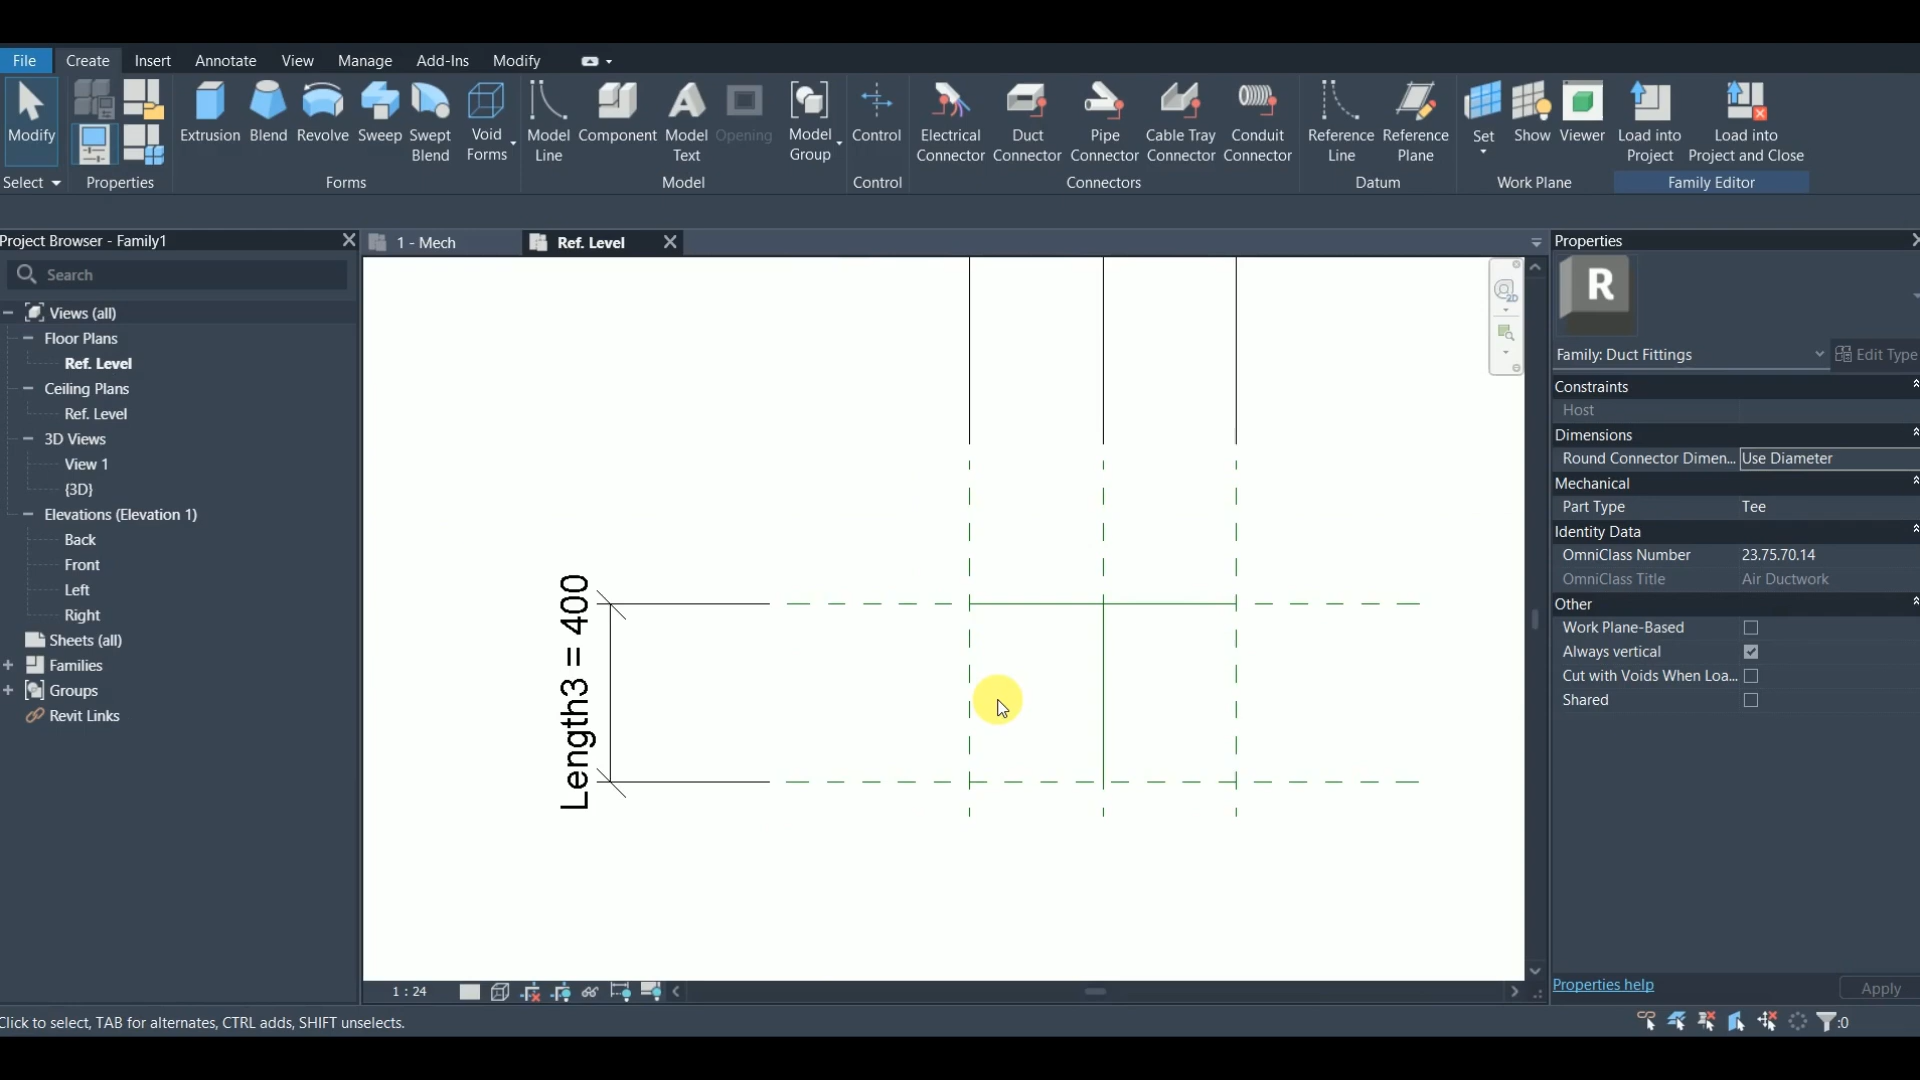 File Create Insert Annotate View Manage Add-Ins Modify
Modify Extrusion Blend Revolve Sweep Swept Blend Void Forms Model Line Component Model Text Opening Model Group Control Electrical Connector Duct Connector Pipe Connector Cable Tray Connector Conduit Connector Reference Line Reference Plane Set Show Viewer Load into Project Load into Project and Close
Select Properties Forms Model Control Connectors Datum Work Plane Family Editor
Project Browser - Family1
Search
Views (all)
Floor Plans
Ref. Level
Ceiling Plans
Ref. Level
3D Views
View 1
{3D}
Elevations (Elevation 1)
Back
Front
Left
Right
Sheets (all)
Families
Groups
Revit Links
1 - Mech Ref. Level
2D
Length3 = 400
1 : 24
Properties
R
Family: Duct Fittings Edit Type
Constraints
Host
Dimensions
Round Connector Dimen... Use Diameter
Mechanical
Part Type Tee
Identity Data
OmniClass Number 23.75.70.14
OmniClass Title Air Ductwork
Other
Work Plane-Based
Always vertical
Cut with Voids When Loa...
Shared
Properties help Apply
Click to select, TAB for alternates, CTRL adds, SHIFT unselects.
:0